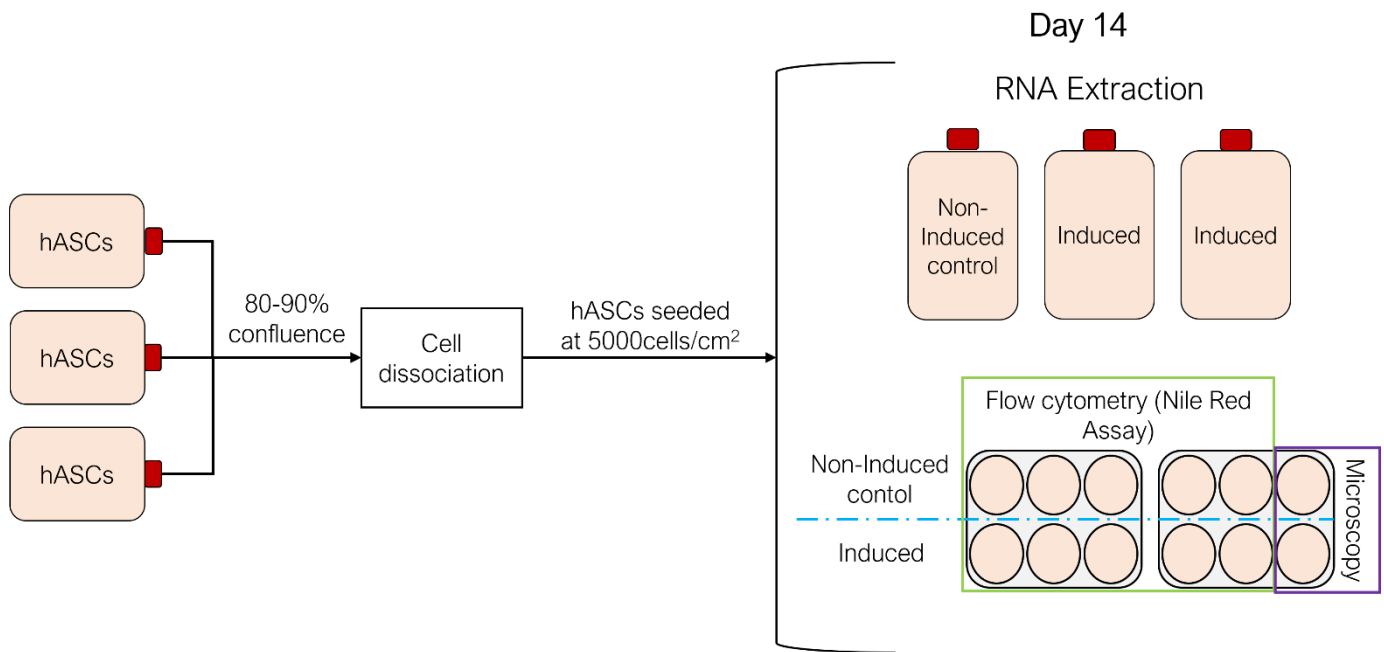 Day 14
RNA Extraction
hASCs
hASCs
hASCs
80-90%
confluence
Cell
dissociation
hASCs seeded
at 5000cells/cm²
Non-
Induced
control
Induced
Induced
Flow cytometry (Nile Red
Assay)
Non-Induced
contol
Induced
Microscopy